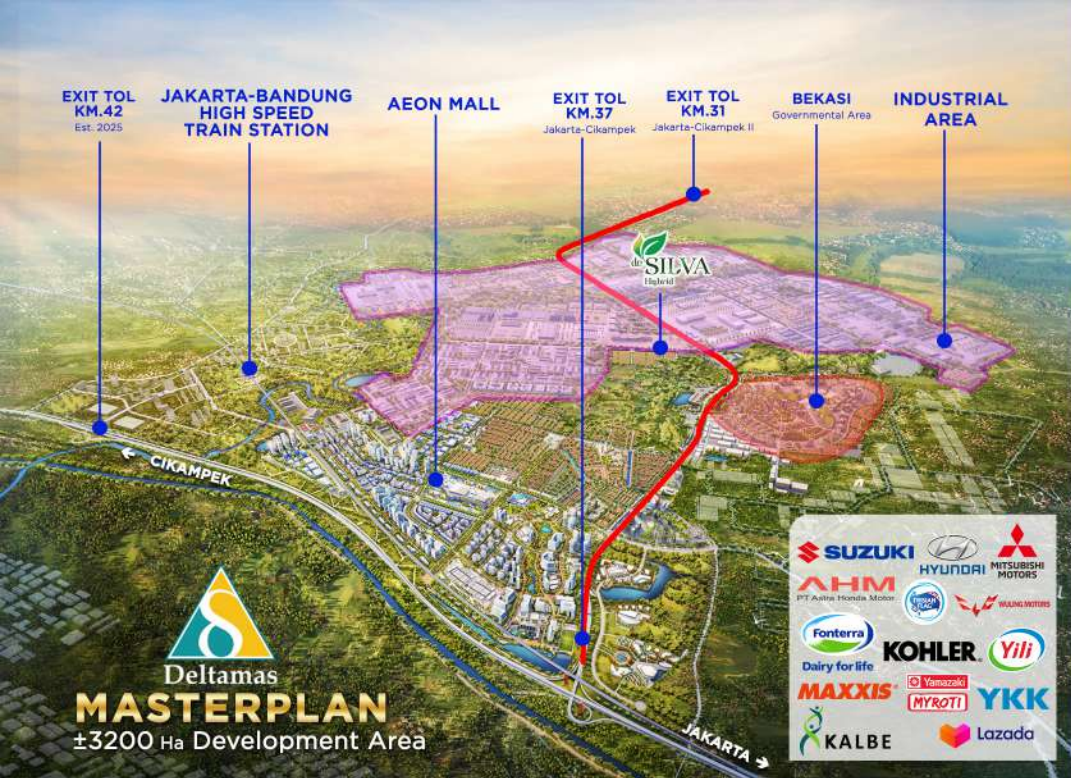 EXIT TOL
KM.42
Est. 2025
JAKARTA-BANDUNG
HIGH SPEED
TRAIN STATION
AEON MALL
EXIT TOL
KM.37
Jakarta-Cikampek
EXIT TOL
KM.31
Jakarta-Cikampek II
BEKASI
Governmental Area
INDUSTRIAL
AREA
de
SILVA
Highvid
← CIKAMPEK
JAKARTA →
Deltamas
MASTERPLAN
±3200 Ha Development Area
SUZUKI
HYUNDAI
MITSUBISHI
MOTORS
AHM
PT Astra Honda Motor
FRISIAN
FLAG
WULING MOTORS
Fonterra
Dairy for life
KOHLER
Yili
MAXXIS
Yamazaki
MYROTI
YKK
KALBE
Lazada